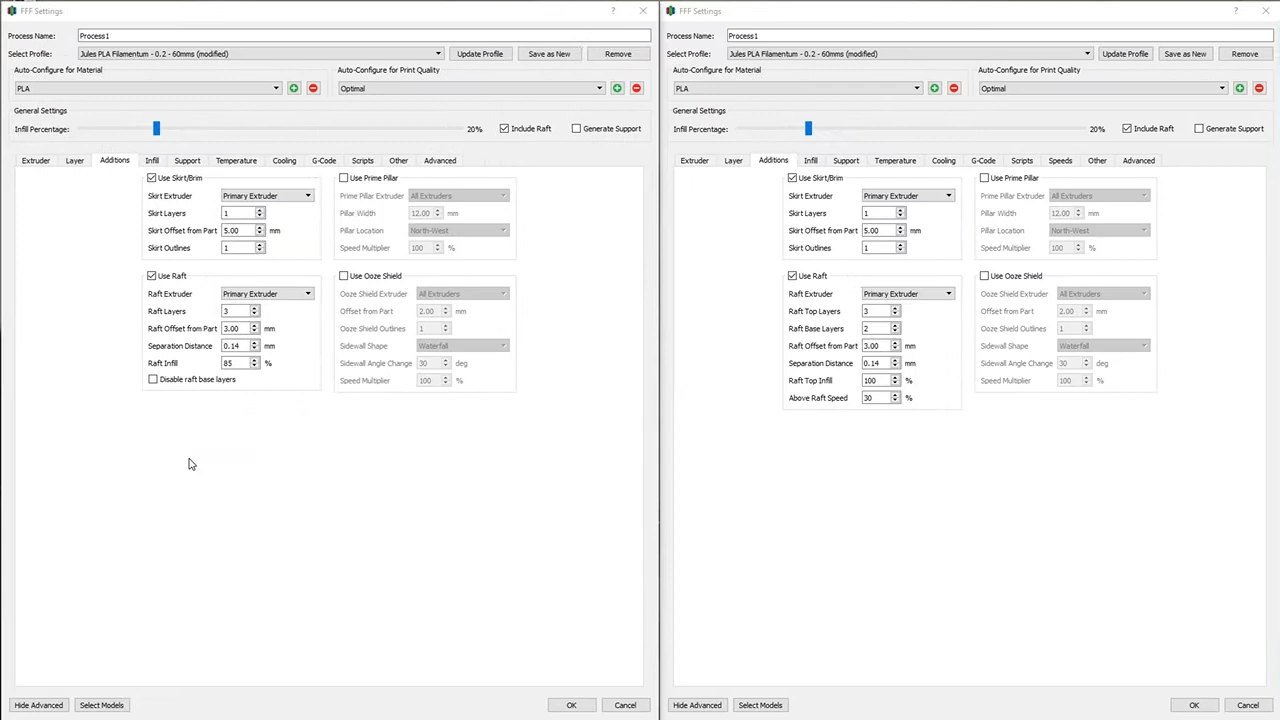 FFF Settings
?
Process Name: Process1
Select Profile: Jules PLA Filamentum - 0.2 - 60mms (modified) Update Profile Save as New Remove
Auto-Configure for Material Auto-Configure for Print Quality
PLA Optimal
General Settings
Infill Percentage: 20% Include Raft Generate Support
Extruder Layer Additions Infill Support Temperature Cooling G-Code Scripts Other Advanced
Use Skirt/Brim
Skirt Extruder Primary Extruder
Skirt Layers 1
Skirt Offset from Part 5.00 mm
Skirt Outlines 1
Use Prime Pillar
Prime Pillar Extruder All Extruders
Pillar Width 12.00 mm
Pillar Location North-West
Speed Multiplier 100 %
Use Raft
Raft Extruder Primary Extruder
Raft Layers 3
Raft Offset from Part 3.00 mm
Separation Distance 0.14 mm
Raft Infill 85 %
Disable raft base layers
Use Ooze Shield
Ooze Shield Extruder All Extruders
Offset from Part 2.00 mm
Ooze Shield Outlines 1
Sidewall Shape Waterfall
Sidewall Angle Change 30 deg
Speed Multiplier 100 %
Hide Advanced Select Models OK Cancel
FFF Settings
?
Process Name: Process1
Select Profile: Jules PLA Filamentum - 0.2 - 60mms (modified) Update Profile Save as New Remove
Auto-Configure for Material Auto-Configure for Print Quality
PLA Optimal
General Settings
Infill Percentage: 20% Include Raft Generate Support
Extruder Layer Additions Infill Support Temperature Cooling G-Code Scripts Speeds Other Advanced
Use Skirt/Brim
Skirt Extruder Primary Extruder
Skirt Layers 1
Skirt Offset from Part 5.00 mm
Skirt Outlines 1
Use Prime Pillar
Prime Pillar Extruder All Extruders
Pillar Width 12.00 mm
Pillar Location North-West
Speed Multiplier 100 %
Use Raft
Raft Extruder Primary Extruder
Raft Top Layers 3
Raft Base Layers 2
Raft Offset from Part 3.00 mm
Separation Distance 0.14 mm
Raft Top Infill 100 %
Above Raft Speed 30 %
Use Ooze Shield
Ooze Shield Extruder All Extruders
Offset from Part 2.00 mm
Ooze Shield Outlines 1
Sidewall Shape Waterfall
Sidewall Angle Change 30 deg
Speed Multiplier 100 %
Hide Advanced Select Models OK Cancel